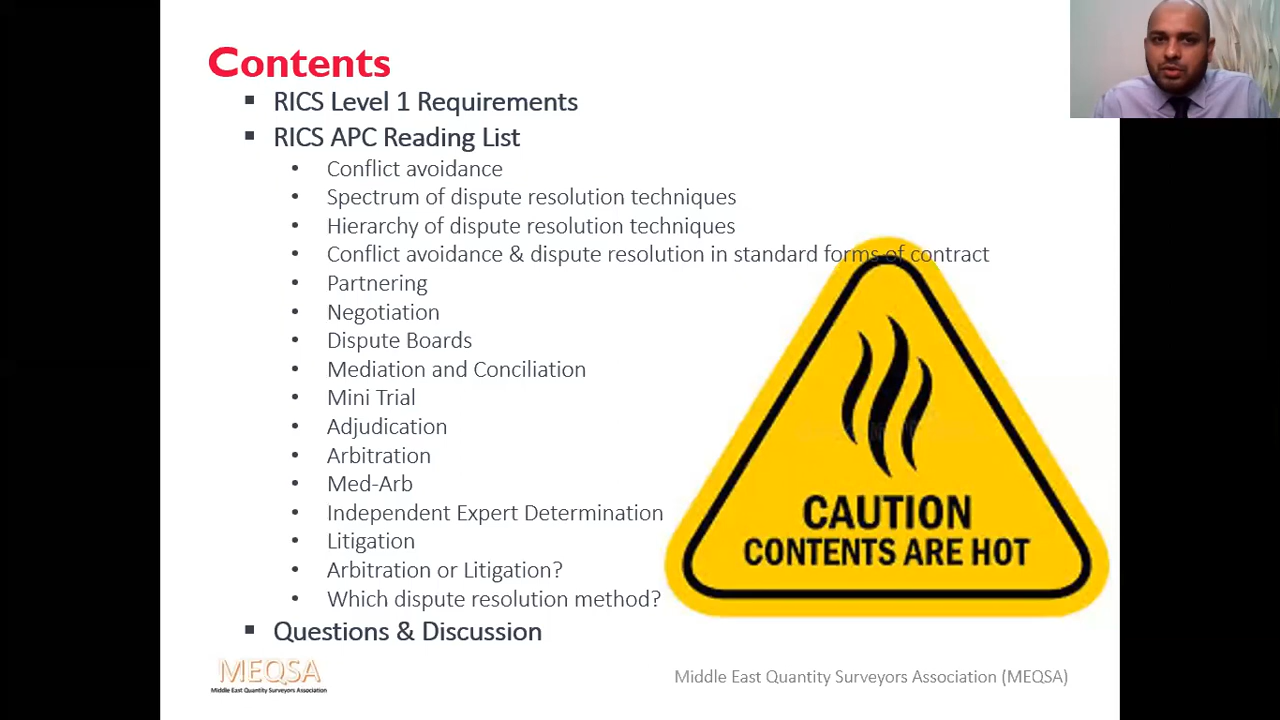 Contents
▪ RICS Level 1 Requirements
▪ RICS APC Reading List
• Conflict avoidance
• Spectrum of dispute resolution techniques
• Hierarchy of dispute resolution techniques
• Conflict avoidance & dispute resolution in standard forms of contract
• Partnering
• Negotiation
• Dispute Boards
• Mediation and Conciliation
• Mini Trial
• Adjudication
• Arbitration
• Med-Arb
• Independent Expert Determination
• Litigation
• Arbitration or Litigation?
• Which dispute resolution method?
▪ Questions & Discussion
CAUTION
CONTENTS ARE HOT
MEQSA
Middle East Quantity Surveyors Association
Middle East Quantity Surveyors Association (MEQSA)